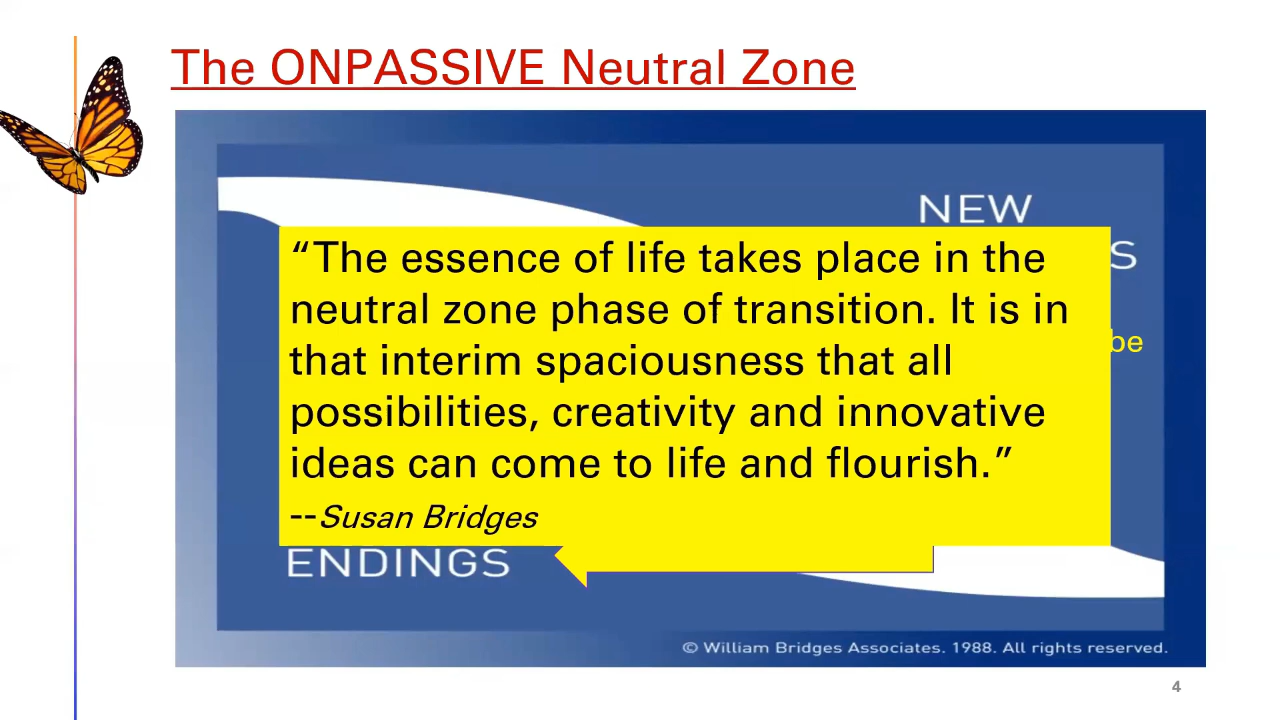 The ONPASSIVE Neutral Zone
NEW
S
“The essence of life takes place in the
neutral zone phase of transition. It is in
that interim spaciousness that all
be
possibilities, creativity and innovative
ideas can come to life and flourish.”
--Susan Bridges
ENDINGS
© William Bridges Associates. 1988. All rights reserved.
4